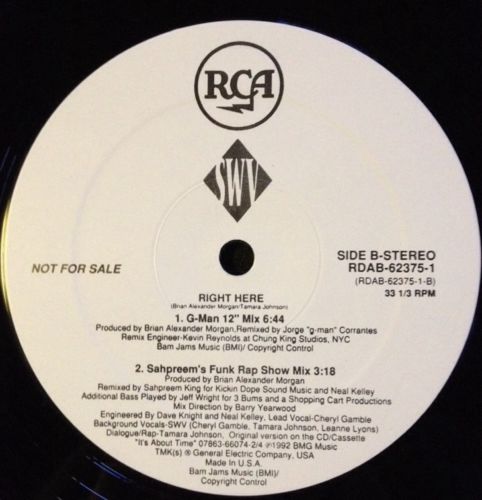 RCA
SWV
NOT FOR SALE
SIDE B-STEREO
RDAB-62375-1
(RDAB-62375-1-B)
33 1/3 RPM
RIGHT HERE
(Brian Alexander Morgan/Tamara Johnson)
1. G-Man 12" Mix 6:44
Produced by Brian Alexander Morgan,Remixed by Jorge "g-man" Corrantes
Remix Engineer-Kevin Reynolds at Chung King Studios, NYC
Bam Jams Music (BMI)/ Copyright Control
2. Sahpreem's Funk Rap Show Mix 3:18
Produced by Brian Alexander Morgan
Remixed by Sahpreem King for Kickin Dope Sound Music and Neal Kelley
Additional Bass Played by Jeff Wright for 3 Bums and a Shopping Cart Productions
Mix Direction by Barry Yearwood
Engineered By Dave Knight and Neal Kelley, Lead Vocal-Cheryl Gamble
Background Vocals-SWV (Cheryl Gamble, Tamara Johnson, Leanne Lyons)
Dialogue/Rap-Tamara Johnson, Original version on the CD/Cassette
"It's About Time" 07863-66074-2/4 ℗1992 BMG Music
TMK(s) ® General Electric Company, USA
Made in U.S.A.
Bam Jams Music (BMI)/
Copyright Control